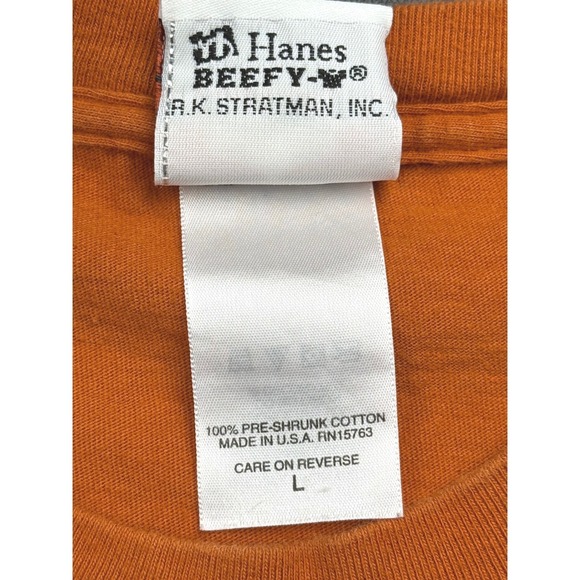 Hanes
BEEFY-
®
R.K. STRATMAN, INC.
100% PRE-SHRUNK COTTON
MADE IN U.S.A. RN15763
CARE ON REVERSE
L